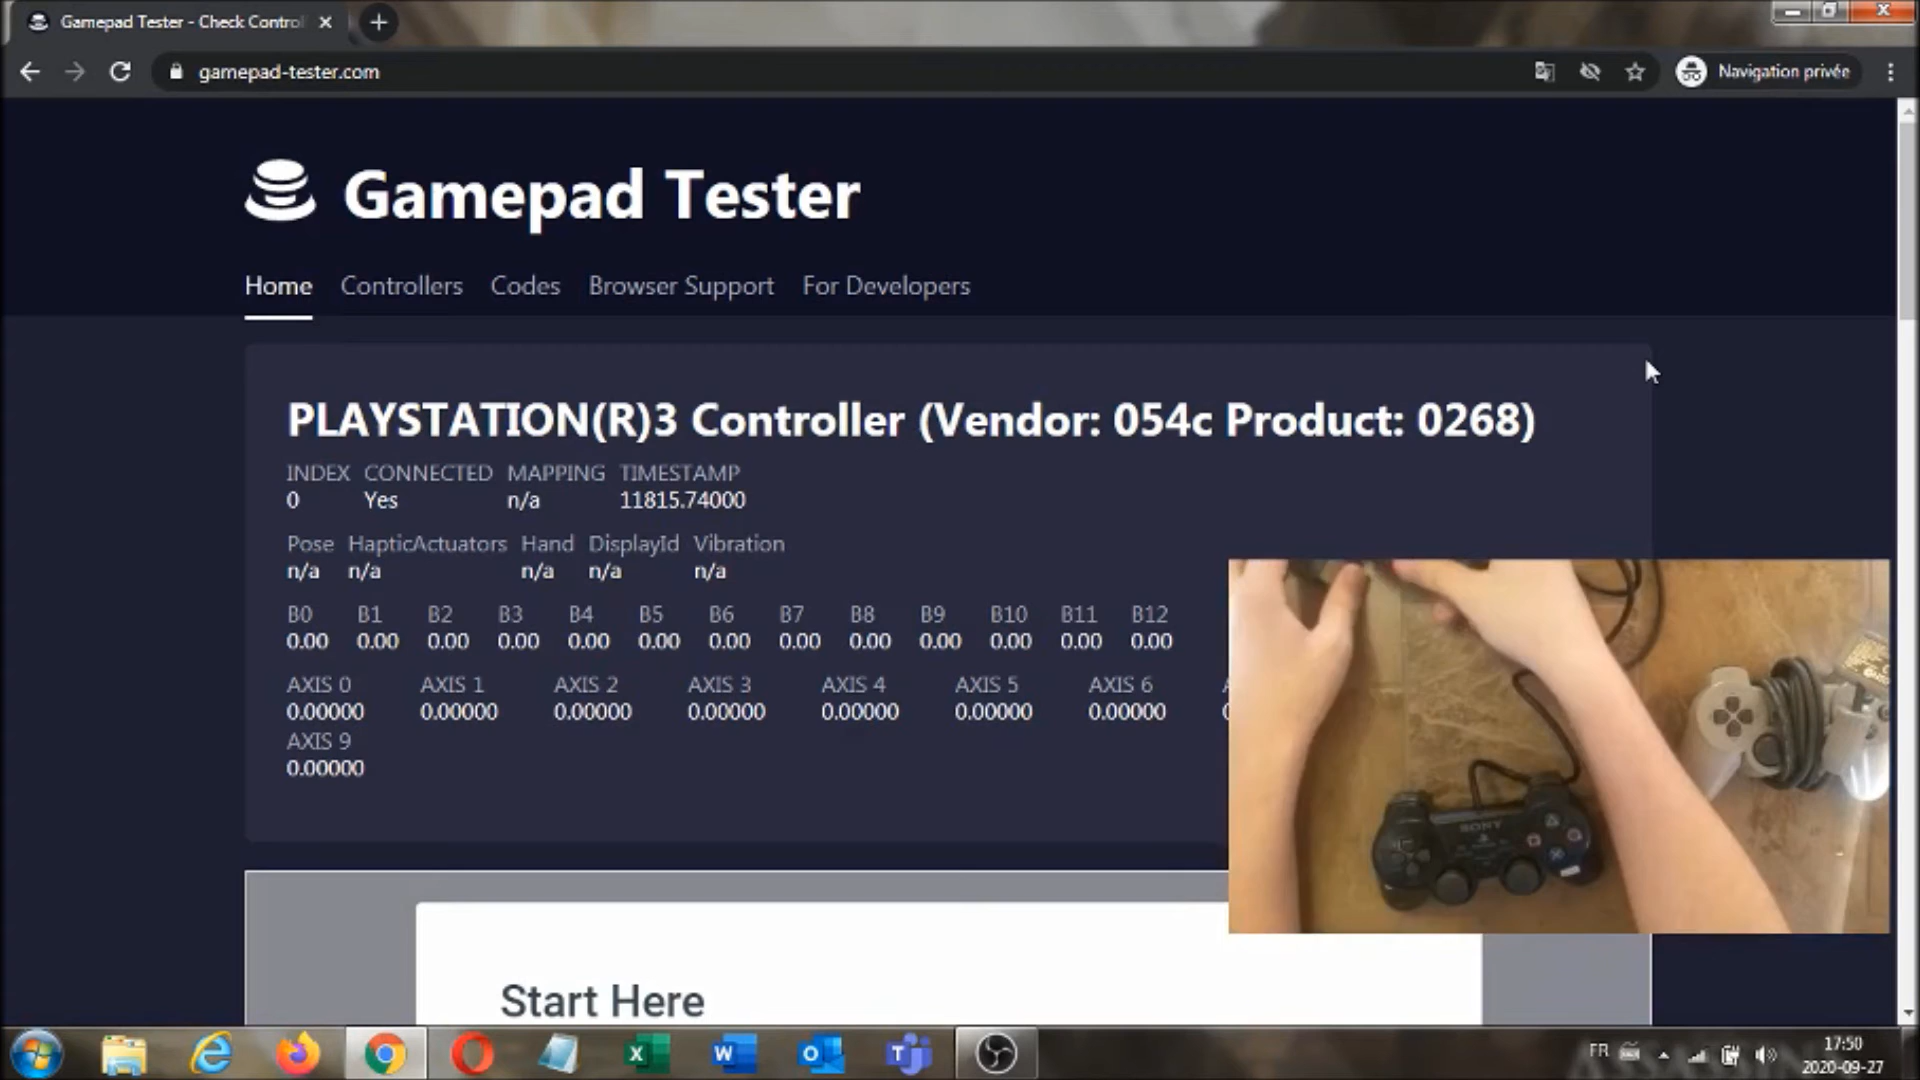 Gamepad Tester - Check Control
gamepad-tester.com
Navigation privée
Gamepad Tester
Home Controllers Codes Browser Support For Developers
PLAYSTATION(R)3 Controller (Vendor: 054c Product: 0268)
INDEX CONNECTED MAPPING TIMESTAMP
0 Yes n/a 11815.74000
Pose HapticActuators Hand DisplayId Vibration
n/a n/a n/a n/a n/a
B0 B1 B2 B3 B4 B5 B6 B7 B8 B9 B10 B11 B12
0.00 0.00 0.00 0.00 0.00 0.00 0.00 0.00 0.00 0.00 0.00 0.00 0.00
AXIS 0 AXIS 1 AXIS 2 AXIS 3 AXIS 4 AXIS 5 AXIS 6
0.00000 0.00000 0.00000 0.00000 0.00000 0.00000 0.00000
AXIS 9
0.00000
SONY
Start Here
FR
17:50
2020-09-27